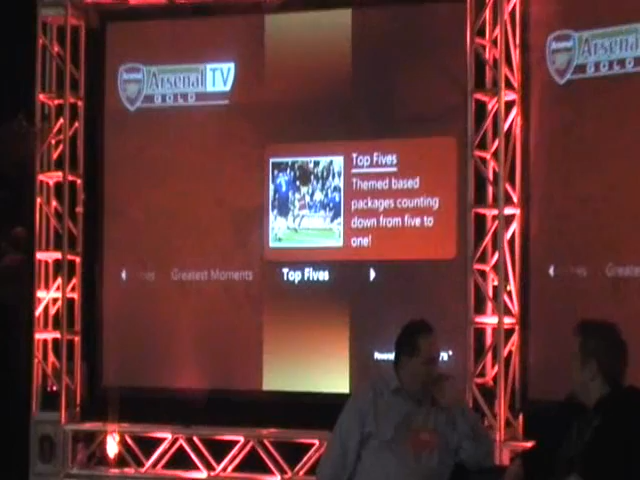 Arsenal TV
GOLD
Arsenal
GOLD
Top Fives
Themed based
packages counting
down from five to
one!
Greatest Moments
Top Fives